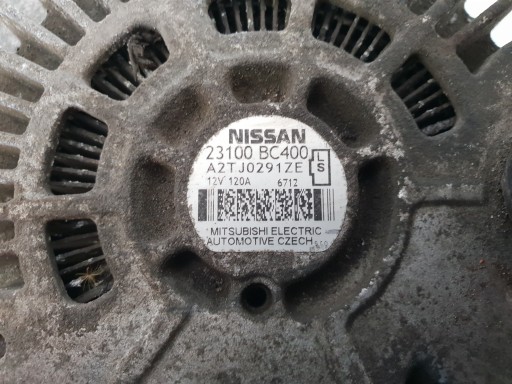 NISSAN
23100 BC400
A2TJ0291ZE
12V 120A 6712
L
S
MITSUBISHI ELECTRIC
AUTOMOTIVE CZECH